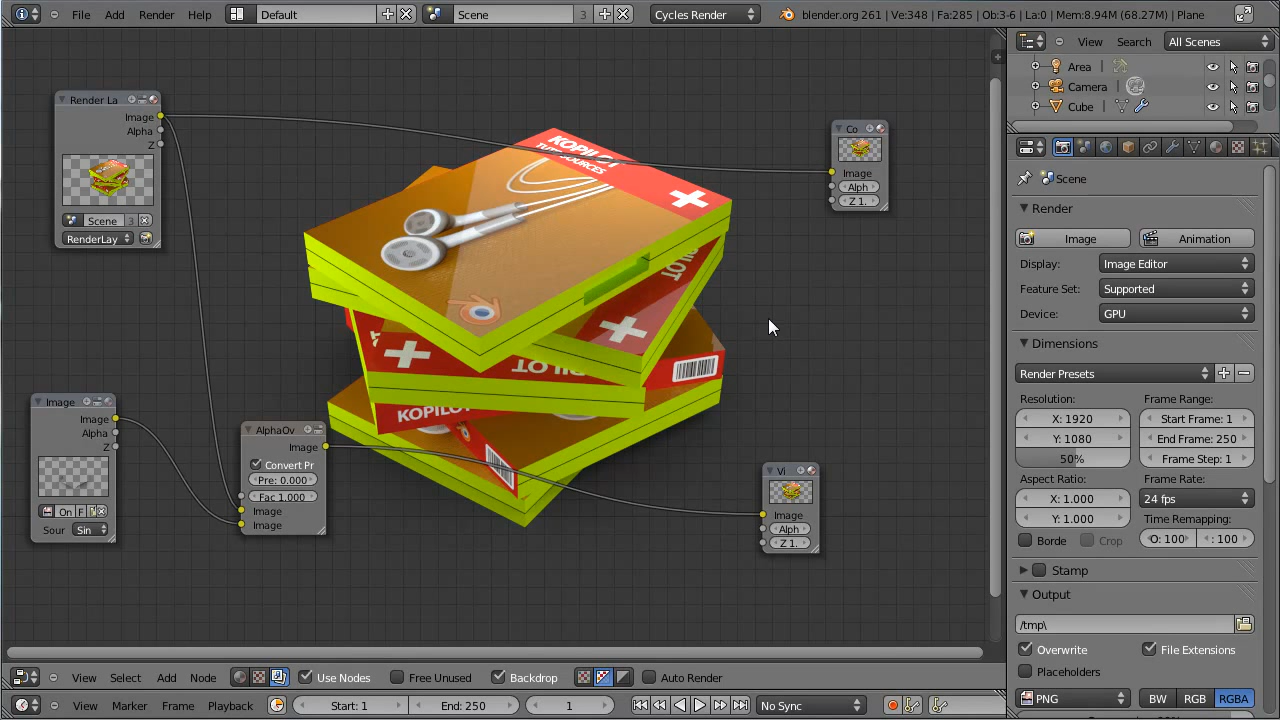 File Add Render Help Default Scene 3 Cycles Render blender.org 261 | Ve:348 | Fa:285 | Ob:3-6 | La:0 | Mem:8.94M (68.27M) | Plane
View Search All Scenes
Area
Camera
Cube
Scene
Render
Image Animation
Display: Image Editor
Feature Set: Supported
Device: GPU
Dimensions
Render Presets
Resolution: Frame Range:
X: 1920 Start Frame: 1
Y: 1080 End Frame: 250
50% Frame Step: 1
Aspect Ratio: Frame Rate:
X: 1.000 24 fps
Y: 1.000 Time Remapping:
Borde Crop O: 100 : 100
Stamp
Output
/tmp\
Overwrite File Extensions
Placeholders
PNG BW RGB RGBA
Render La
Image
Alpha
Z
Scene 3
RenderLay
Co
Image
Alph
Z 1.
KOPILOT
Image
Image
Alpha
Z
On F
Sour Sin
AlphaOv
Image
Convert Pr
Pre: 0.000
Fac 1.000
Image
Image
Vi
Image
Alph
Z 1.
View Select Add Node Use Nodes Free Unused Backdrop Auto Render
View Marker Frame Playback Start: 1 End: 250 1 No Sync